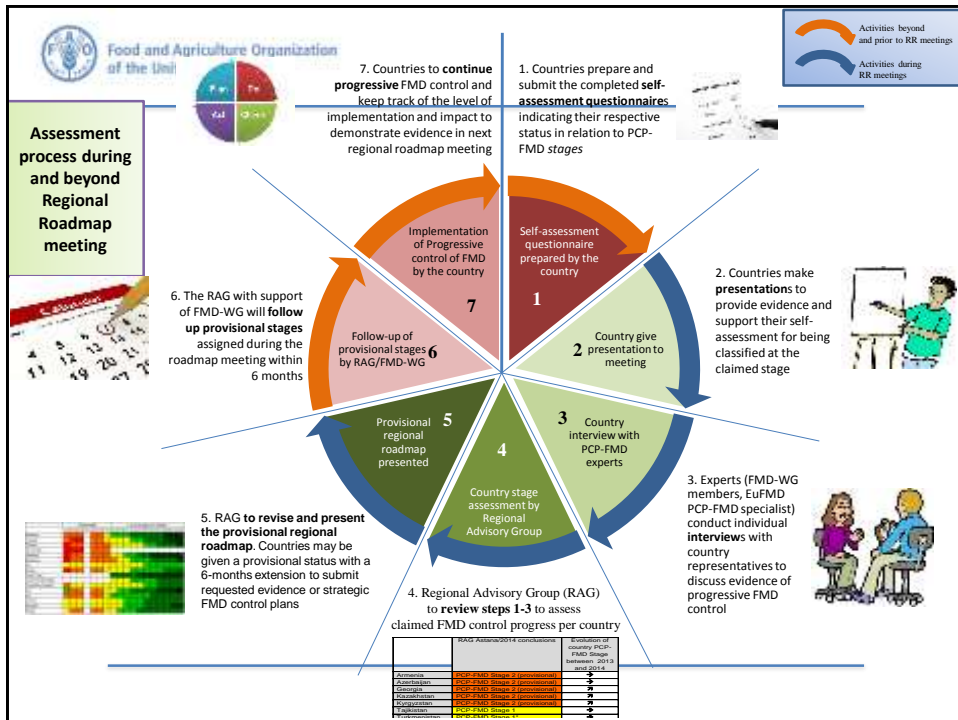 Food and Agriculture Organization
of the
Activities beyond
and prior to RR meetings
Activities during
RR meetings
Assessment
process during
and beyond
Regional
Roadmap
meeting
7. Countries to continue
progressive FMD control and
keep track of the level of
implementation and impact to
demonstrate evidence in next
regional roadmap meeting
1. Countries prepare and
submit the completed self-
assessment questionnaires
indicating their respective
status in relation to PCP-
FMD stages
Implementation
of Progressive
control of FMD
by the country
7
Self-assessment
questionnaire
prepared by the
country
1
2. Countries make
presentations to
provide evidence and
support their self-
assessment for being
classified at the
claimed stage
6. The RAG with support
of FMD-WG will follow
up provisional stages
assigned during the
roadmap meeting within
6 months
Follow-up of
provisional stages
by RAG/FMD-WG
6
2
Country give
presentation to
meeting
5
Provisional
regional
roadmap
presented
3
Country
interview with
PCP-FMD
experts
4
Country stage
assessment by
Regional
Advisory Group
3. Experts (FMD-WG
members, EuFMD
PCP-FMD specialist)
conduct individual
interviews with
country
representatives to
discuss evidence of
progressive FMD
control
5. RAG to revise and present
the provisional regional
roadmap. Countries may be
given a provisional status with a
6-months extension to submit
requested evidence or strategic
FMD control plans
4. Regional Advisory Group (RAG)
to review steps 1-3 to assess
claimed FMD control progress per country
RAG Astana/2014 conclusions
Evolution of
country PCP-
FMD Stage
between 2013
and 2014
Armenia PCP-FMD Stage 2 (provisional) →
Azerbaijan PCP-FMD Stage 2 (provisional) →
Georgia PCP-FMD Stage 2 (provisional) ↗
Kazakhstan PCP-FMD Stage 2 (provisional) ↗
Kyrgyzstan PCP-FMD Stage 2 (provisional) ↗
Tajikistan PCP-FMD Stage 1 →
Turkmenistan PCP-FMD Stage 1* →